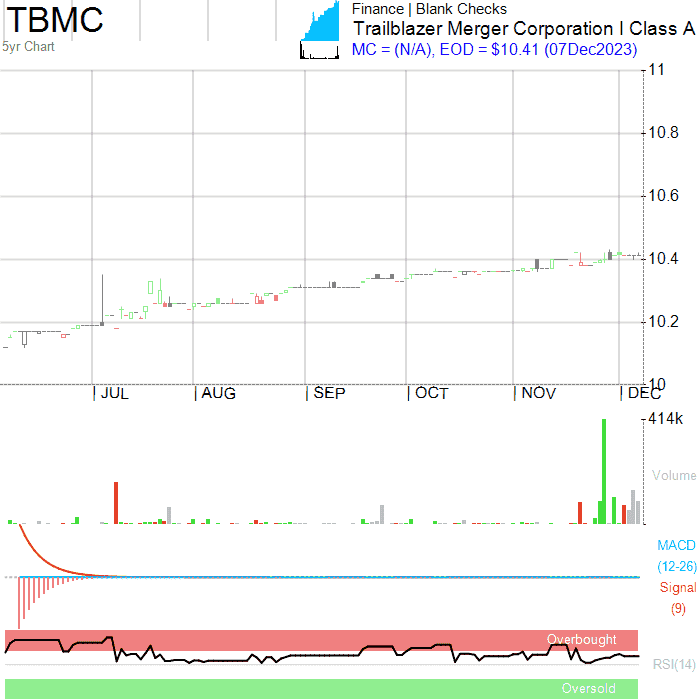 TBMC
5yr Chart
Finance | Blank Checks
Trailblazer Merger Corporation I Class A
MC = (N/A), EOD = $10.41 (07Dec2023)
11
10.8
10.6
10.4
10.2
10
JUL AUG SEP OCT NOV DEC
414k
Volume
MACD
(12-26)
Signal
(9)
Overbought
RSI(14)
Oversold